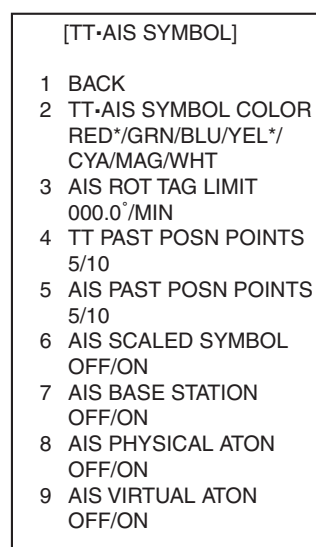 [TT•AIS SYMBOL]
1 BACK
2 TT•AIS SYMBOL COLOR
RED*/GRN/BLU/YEL*/
CYA/MAG/WHT
3 AIS ROT TAG LIMIT
000.0°/MIN
4 TT PAST POSN POINTS
5/10
5 AIS PAST POSN POINTS
5/10
6 AIS SCALED SYMBOL
OFF/ON
7 AIS BASE STATION
OFF/ON
8 AIS PHYSICAL ATON
OFF/ON
9 AIS VIRTUAL ATON
OFF/ON